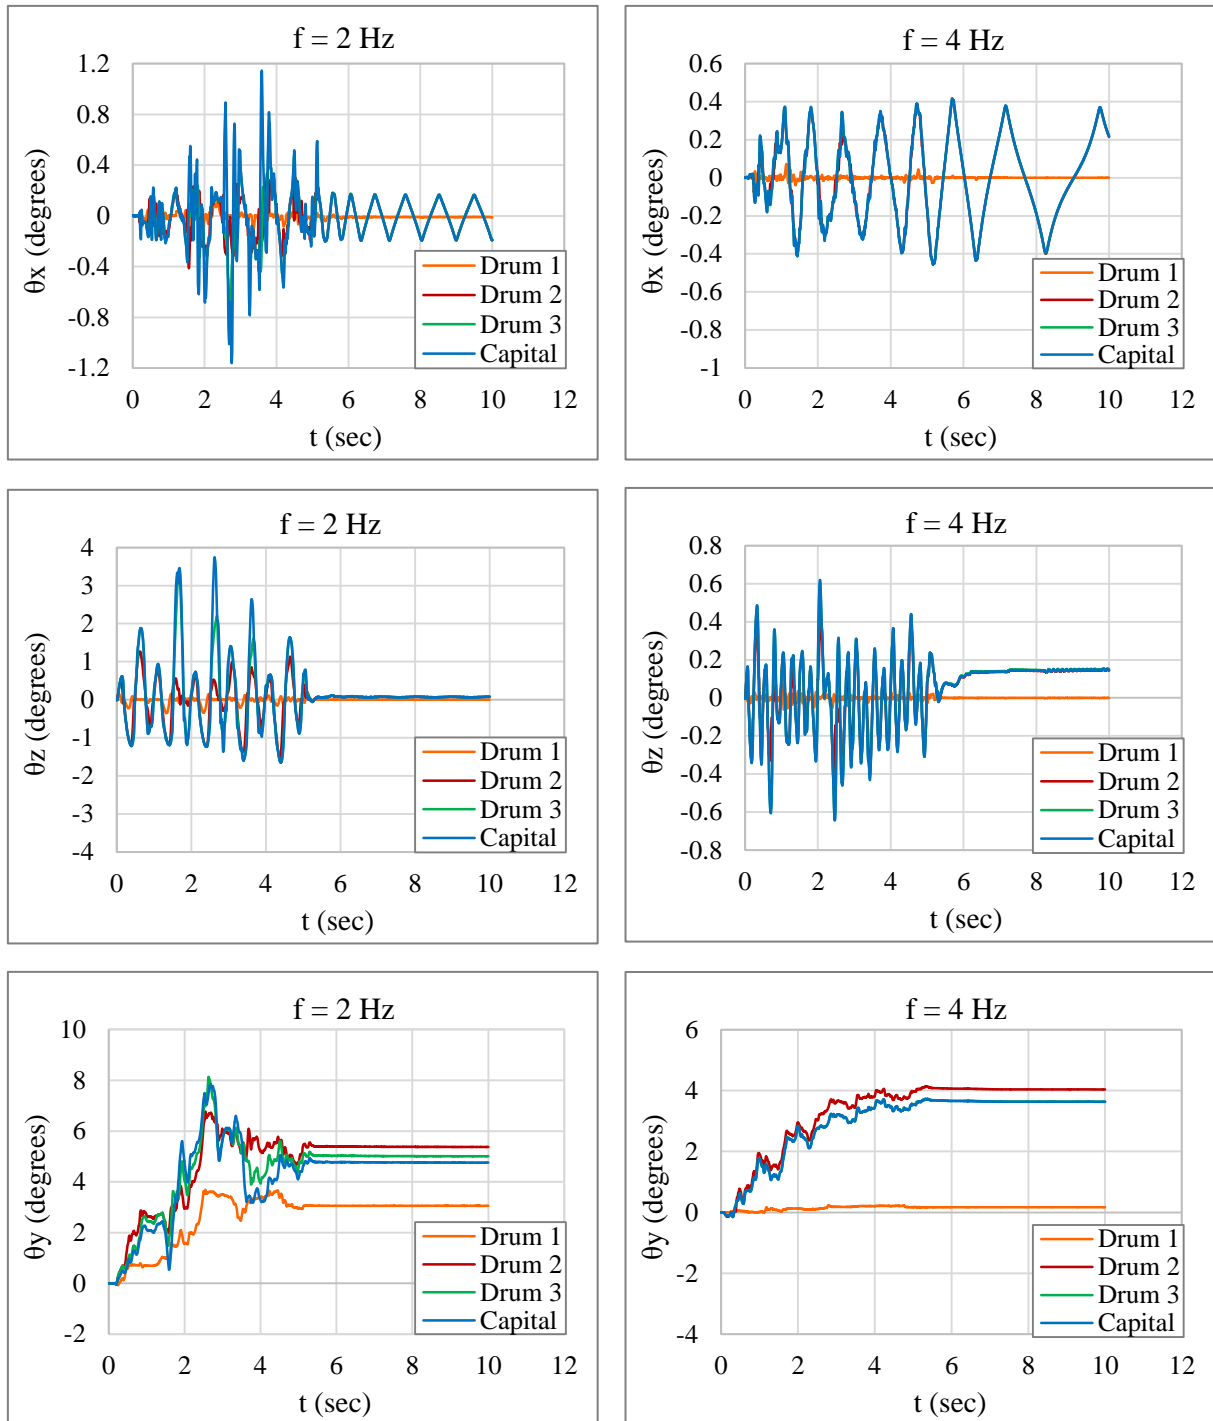 f = 2 Hz
1.2
0.8
0.4
0
-0.4
-0.8
-1.2
θx (degrees)
Drum 1
Drum 2
Drum 3
Capital
0 2 4 6 8 10 12
t (sec)
f = 4 Hz
0.6
0.4
0.2
0
-0.2
-0.4
-0.6
-0.8
-1
θx (degrees)
Drum 1
Drum 2
Drum 3
Capital
0 2 4 6 8 10 12
t (sec)
f = 2 Hz
4
3
2
1
0
-1
-2
-3
-4
θz (degrees)
Drum 1
Drum 2
Drum 3
Capital
0 2 4 6 8 10 12
t (sec)
f = 4 Hz
0.8
0.6
0.4
0.2
0
-0.2
-0.4
-0.6
-0.8
θz (degrees)
Drum 1
Drum 2
Drum 3
Capital
0 2 4 6 8 10 12
t (sec)
f = 2 Hz
10
8
6
4
2
0
-2
θy (degrees)
Drum 1
Drum 2
Drum 3
Capital
0 2 4 6 8 10 12
t (sec)
f = 4 Hz
6
4
2
0
-2
-4
θy (degrees)
Drum 1
Drum 2
Drum 3
Capital
0 2 4 6 8 10 12
t (sec)